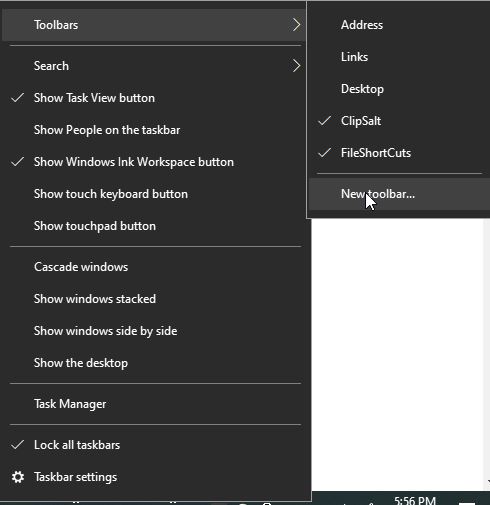 Toolbars
Search
Show Task View button
Show People on the taskbar
Show Windows Ink Workspace button
Show touch keyboard button
Show touchpad button
Cascade windows
Show windows stacked
Show windows side by side
Show the desktop
Task Manager
Lock all taskbars
Taskbar settings
Address
Links
Desktop
ClipSalt
FileShortCuts
New toolbar...
5:56 PM